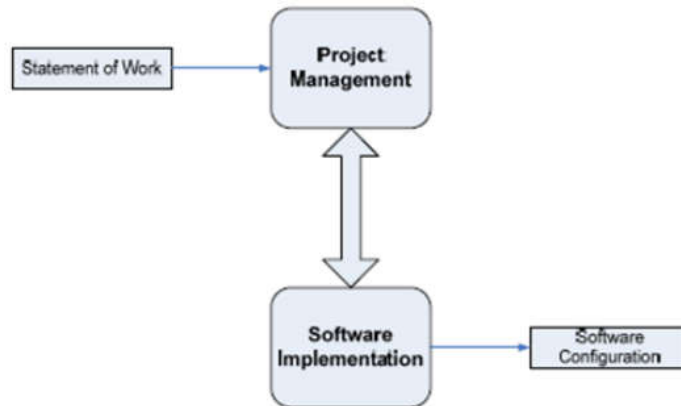 Project
Management
Statement of Work
Software
Implementation
Software
Configuration